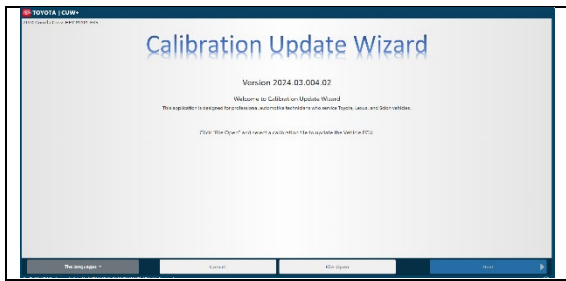 TOYOTA | CUW+
Calibration Update Wizard
Version 2024.03.004.02
Welcome to Calibration Update Wizard
This application is designed for professional automotive technicians who service Toyota, Lexus, and Scion vehicles.
Click "File Open" and select a calibration file to update the Vehicle ECU.
Cancel
File Open
Next